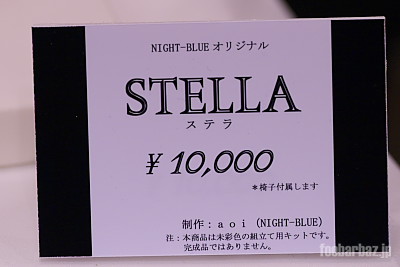 NIGHT-BLUE オリジナル
STELLA
ステラ
¥ 10,000
＊椅子付属します
制作：ａｏｉ（NIGHT-BLUE）
注：本商品は未彩色の組立て用キットです。
完成品ではありません。
foobarbaz.jp